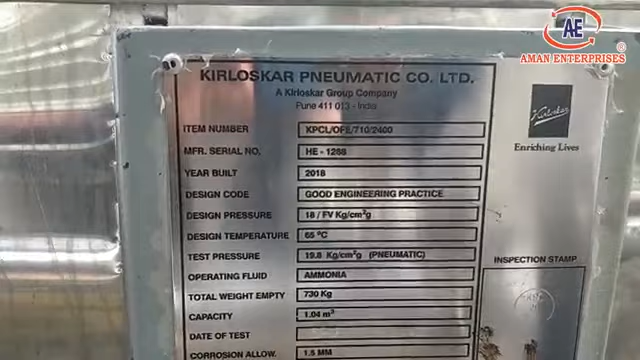 AE
AMAN ENTERPRISES
®
KIRLOSKAR PNEUMATIC CO. LTD.
A Kirloskar Group Company
Pune 411 013 - India
Kirloskar
Enriching Lives
ITEM NUMBER KPCL/OFE/710/2400
MFR. SERIAL NO. HE - 1286
YEAR BUILT 2018
DESIGN CODE GOOD ENGINEERING PRACTICE
DESIGN PRESSURE 18 / FV Kg/cm²g
DESIGN TEMPERATURE 65 ºC
TEST PRESSURE 19.8 Kg/cm²g (PNEUMATIC)
OPERATING FLUID AMMONIA
TOTAL WEIGHT EMPTY 730 Kg
CAPACITY 1.04 m³
DATE OF TEST
CORROSION ALLOW. 1.5 MM
INSPECTION STAMP